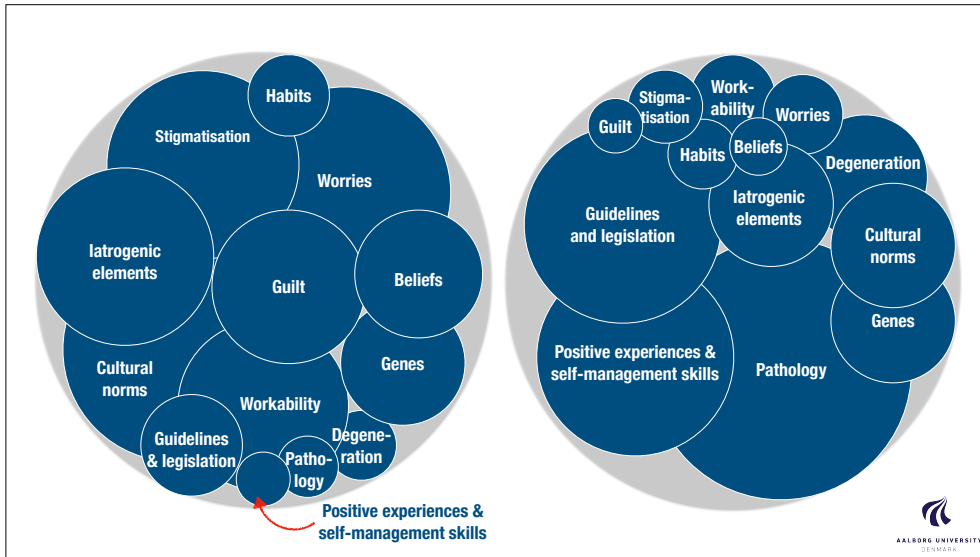 Habits
Stigmatisation
Worries
Iatrogenic
elements
Guilt
Beliefs
Cultural
norms
Workability
Genes
Guidelines
& legislation
Patho-
logy
Degene-
ration
Positive experiences &
self-management skills
Guilt
Stigma-
tisation
Work-
ability
Worries
Habits
Beliefs
Degeneration
Guidelines
and legislation
Iatrogenic
elements
Cultural
norms
Genes
Positive experiences &
self-management skills
Pathology
AALBORG UNIVERSITY
DENMARK